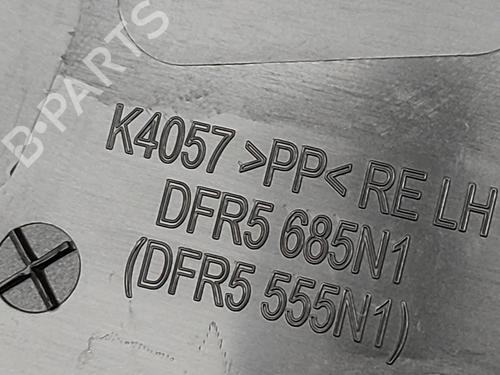 B-PARTS
K4057 >PP< RE LH
DFR5 685N1
(DFR5 555N1)